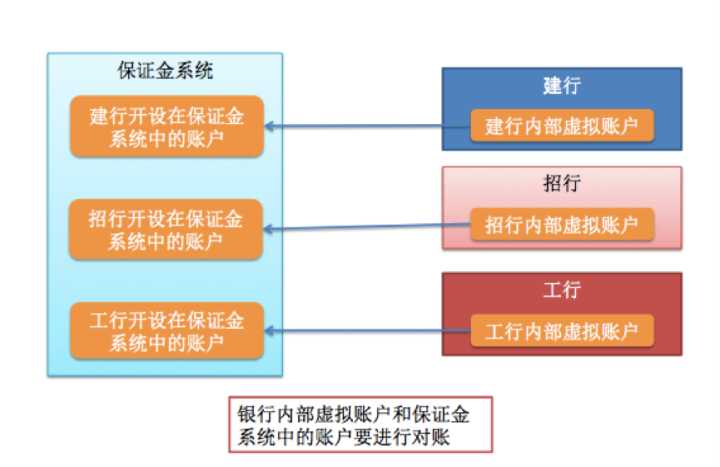 保证金系统
建行开设在保证金
系统中的账户
招行开设在保证金
系统中的账户
工行开设在保证金
系统中的账户
建行
建行内部虚拟账户
招行
招行内部虚拟账户
工行
工行内部虚拟账户
银行内部虚拟账户和保证金
系统中的账户要进行对账